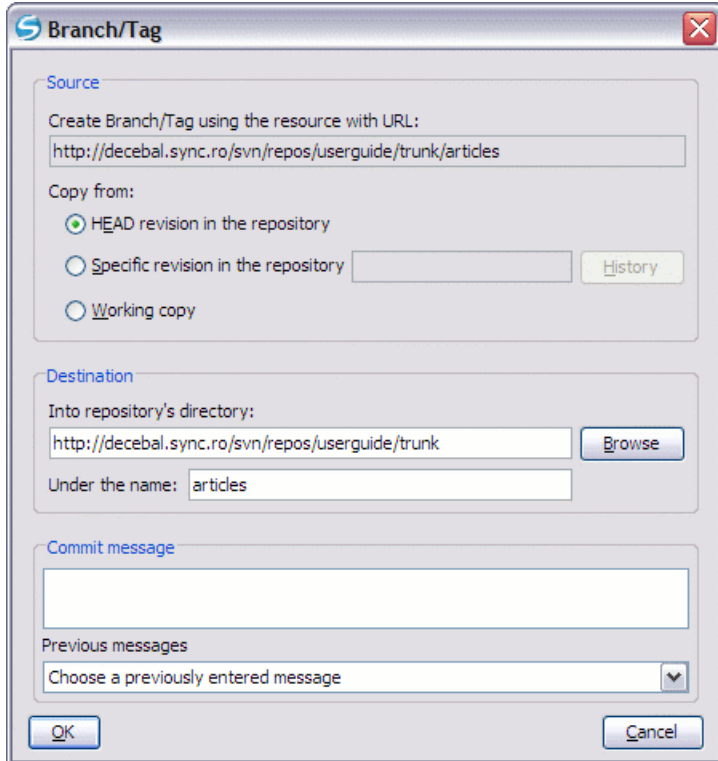 Branch/Tag
Source
Create Branch/Tag using the resource with URL:
http://decebal.sync.ro/svn/repos/userguide/trunk/articles
Copy from:
HEAD revision in the repository
Specific revision in the repository History
Working copy
Destination
Into repository's directory:
http://decebal.sync.ro/svn/repos/userguide/trunk Browse
Under the name: articles
Commit message
Previous messages
Choose a previously entered message
OK Cancel